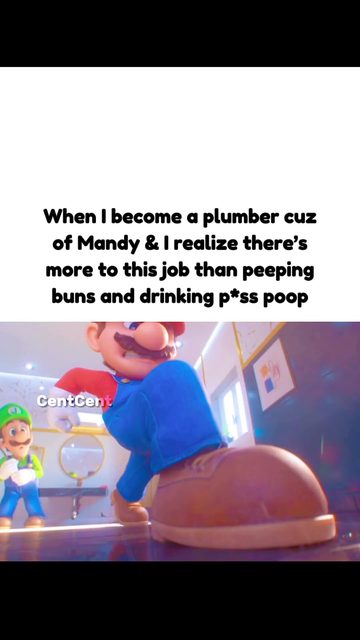 When I become a plumber cuz
of Mandy & I realize there’s
more to this job than peeping
buns and drinking p*ss poop
CentCent